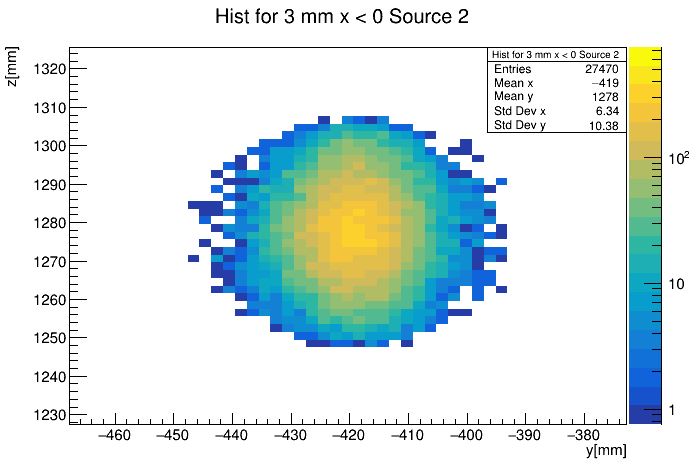 Hist for 3 mm x < 0 Source 2
z[mm]
Hist for 3 mm x < 0 Source 2
Entries 27470
Mean x −419
Mean y 1278
Std Dev x 6.34
Std Dev y 10.38
1320
1310
1300
1290
1280
1270
1260
1250
1240
1230
10²
10
1
−460 −450 −440 −430 −420 −410 −400 −390 −380
y[mm]